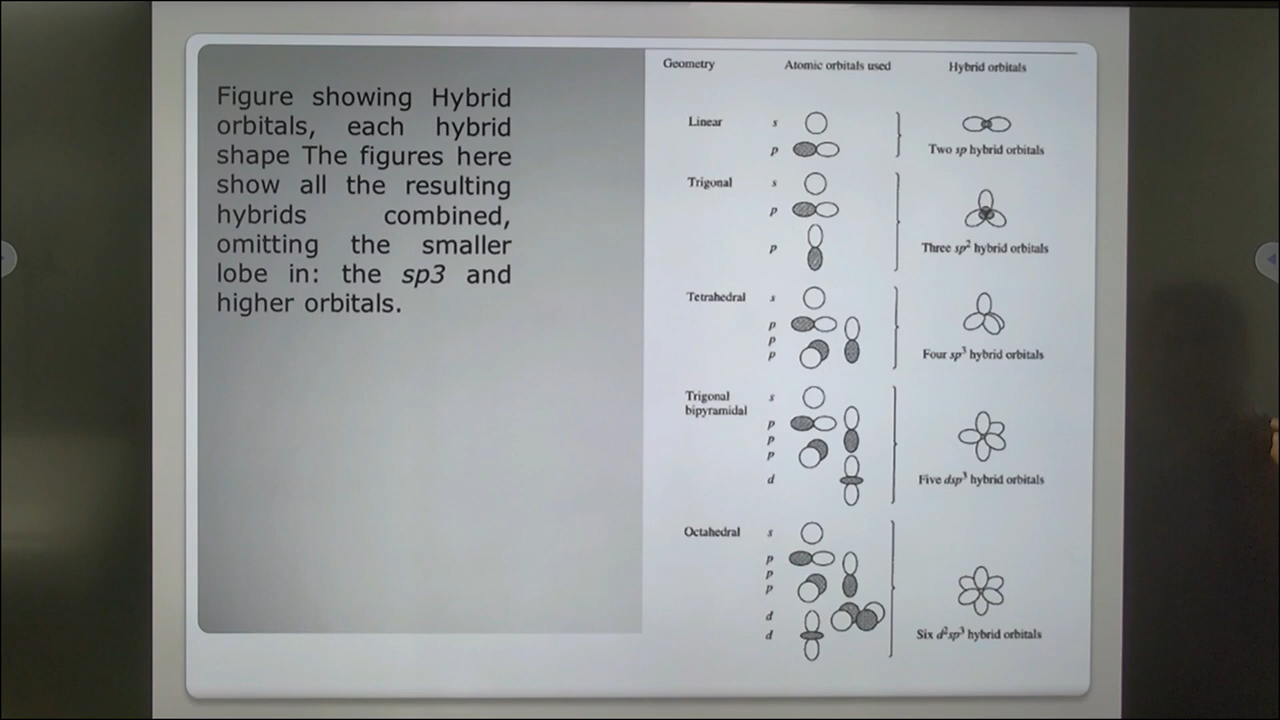 Figure showing Hybrid
orbitals, each hybrid
shape The figures here
show all the resulting
hybrids combined,
omitting the smaller
lobe in: the sp3 and
higher orbitals.
Geometry Atomic orbitals used Hybrid orbitals
Linear s
p
Two sp hybrid orbitals
Trigonal s
p
p
Three sp² hybrid orbitals
Tetrahedral s
p
p
p
Four sp³ hybrid orbitals
Trigonal s
bipyramidal
p
p
p
d
Five dsp³ hybrid orbitals
Octahedral s
p
p
p
d
d
Six d²sp³ hybrid orbitals